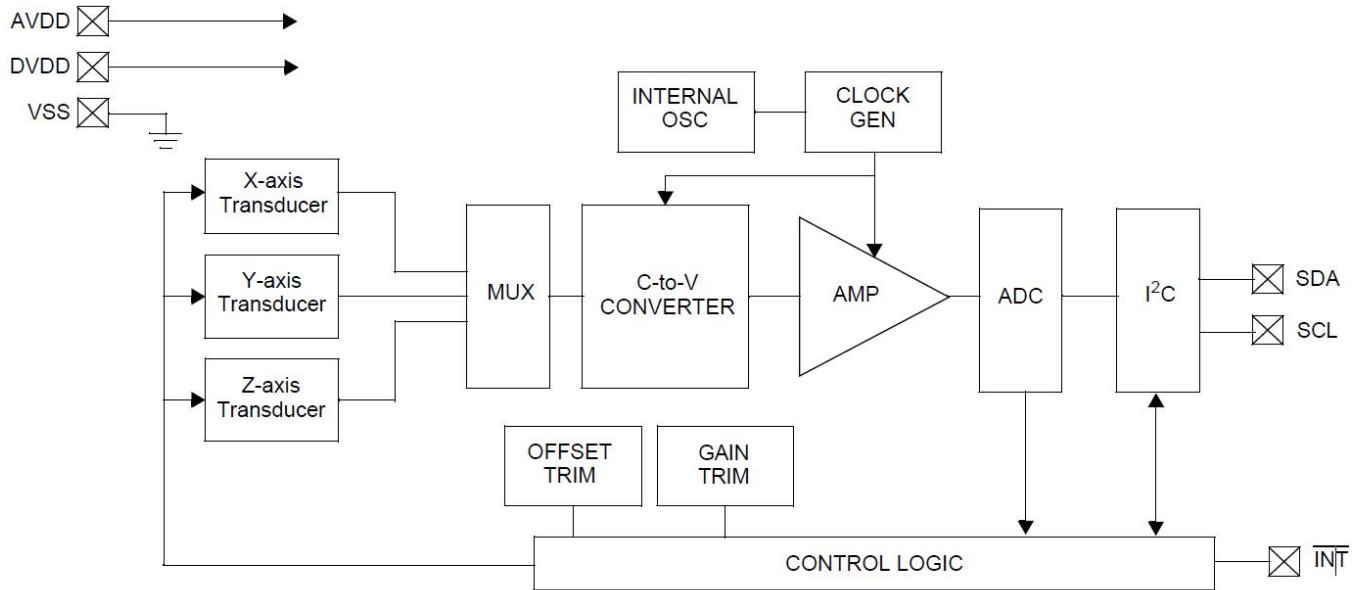 AVDD
DVDD
VSS
INTERNAL
OSC
CLOCK
GEN
X-axis
Transducer
Y-axis
Transducer
Z-axis
Transducer
MUX
C-to-V
CONVERTER
AMP
ADC
I²C
SDA
SCL
OFFSET
TRIM
GAIN
TRIM
CONTROL LOGIC
INT